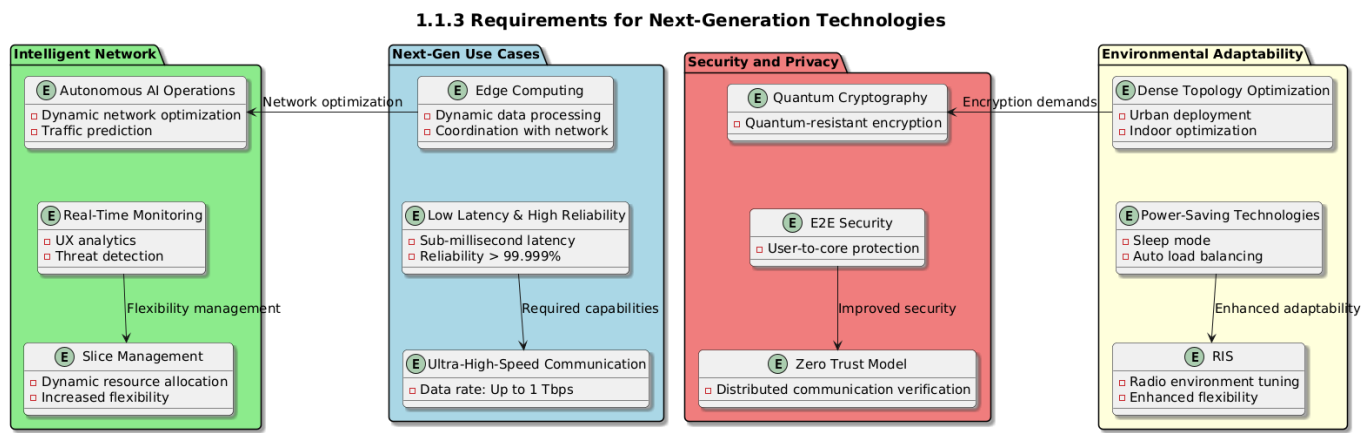 1.1.3 Requirements for Next-Generation Technologies
Intelligent Network
E Autonomous AI Operations
Dynamic network optimization
Traffic prediction
E Real-Time Monitoring
UX analytics
Threat detection
Flexibility management
E Slice Management
Dynamic resource allocation
Increased flexibility
Network optimization
Next-Gen Use Cases
E Edge Computing
Dynamic data processing
Coordination with network
E Low Latency & High Reliability
Sub-millisecond latency
Reliability > 99.999%
Required capabilities
E Ultra-High-Speed Communication
Data rate: Up to 1 Tbps
Security and Privacy
E Quantum Cryptography
Quantum-resistant encryption
E E2E Security
User-to-core protection
Improved security
E Zero Trust Model
Distributed communication verification
Encryption demands
Environmental Adaptability
E Dense Topology Optimization
Urban deployment
Indoor optimization
E Power-Saving Technologies
Sleep mode
Auto load balancing
Enhanced adaptability
E RIS
Radio environment tuning
Enhanced flexibility